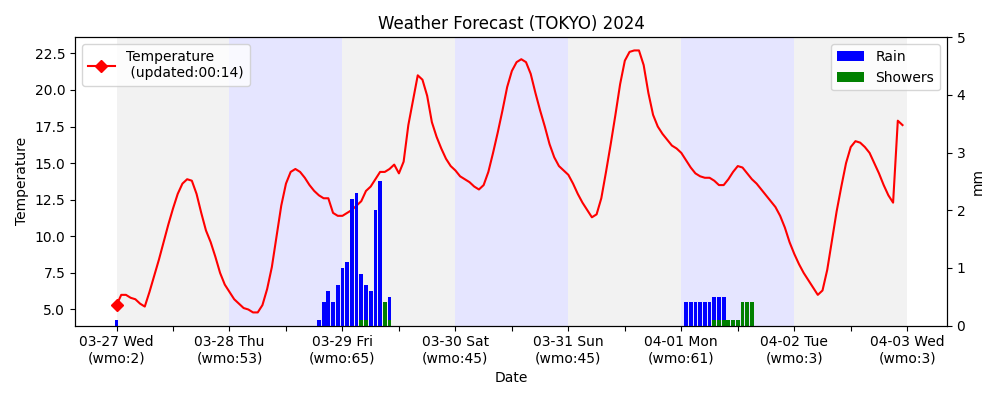 Weather Forecast (TOKYO) 2024
Temperature
(updated:00:14)
Rain
Showers
Temperature
22.5
20.0
17.5
15.0
12.5
10.0
7.5
5.0
5
4
3
2
1
0
mm
03-27 Wed
(wmo:2)
03-28 Thu
(wmo:53)
03-29 Fri
(wmo:65)
03-30 Sat
(wmo:45)
03-31 Sun
(wmo:45)
04-01 Mon
(wmo:61)
04-02 Tue
(wmo:3)
04-03 Wed
(wmo:3)
Date